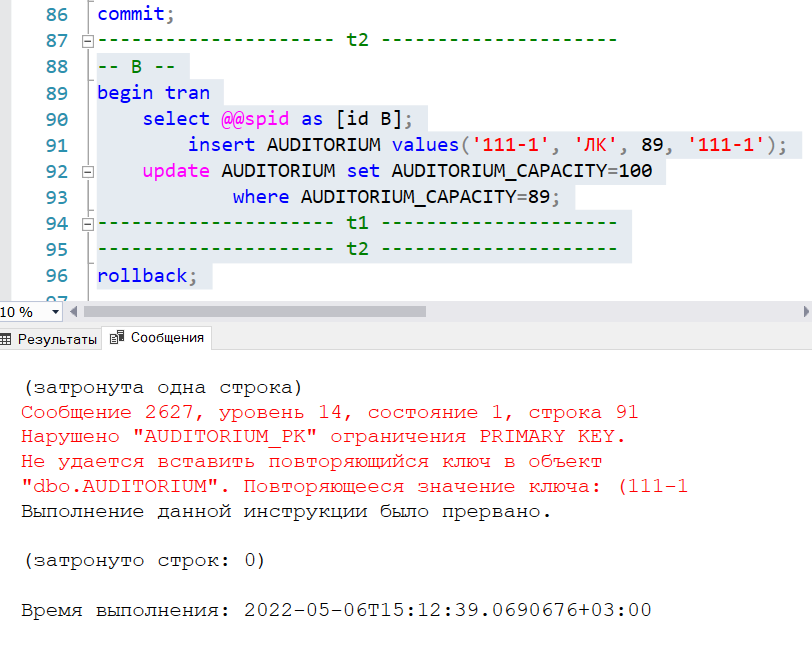 86 commit;
87 --------------------- t2 ---------------------
88 -- B --
89 begin tran
90 select @@spid as [id B];
91 insert AUDITORIUM values('111-1', 'ЛК', 89, '111-1');
92 update AUDITORIUM set AUDITORIUM_CAPACITY=100
93 where AUDITORIUM_CAPACITY=89;
94 --------------------- t1 ---------------------
95 --------------------- t2 ---------------------
96 rollback;
10 %
Результаты Сообщения
(затронута одна строка)
Сообщение 2627, уровень 14, состояние 1, строка 91
Нарушено "AUDITORIUM_PK" ограничения PRIMARY KEY.
Не удается вставить повторяющийся ключ в объект
"dbo.AUDITORIUM". Повторяющееся значение ключа: (111-1
Выполнение данной инструкции было прервано.
(затронуто строк: 0)
Время выполнения: 2022-05-06T15:12:39.0690676+03:00